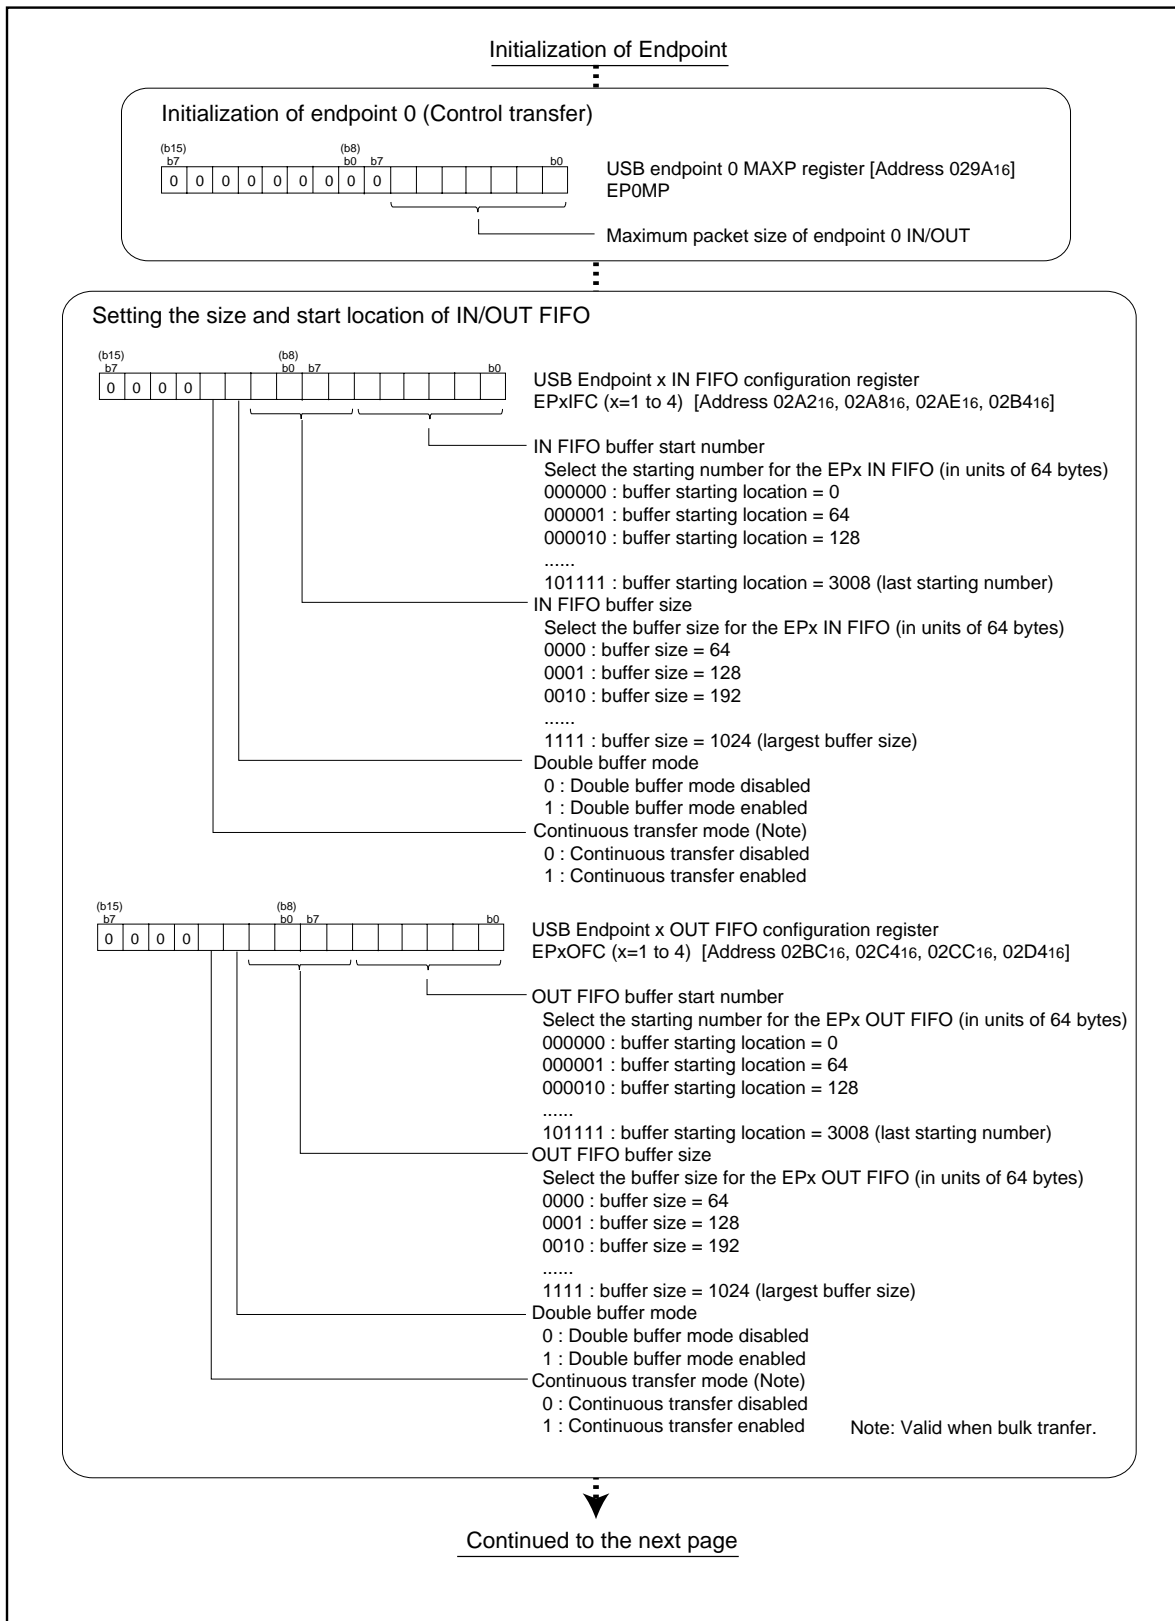 Initialization of Endpoint
Initialization of endpoint 0 (Control transfer)
(b15) (b8)
b7 b0 b7 b0
0 0 0 0 0 0 0 0 0
USB endpoint 0 MAXP register [Address 029A16]
EP0MP
Maximum packet size of endpoint 0 IN/OUT
Setting the size and start location of IN/OUT FIFO
(b15) (b8)
b7 b0 b7 b0
0 0 0 0
USB Endpoint x IN FIFO configuration register
EPxIFC (x=1 to 4) [Address 02A216, 02A816, 02AE16, 02B416]
IN FIFO buffer start number
Select the starting number for the EPx IN FIFO (in units of 64 bytes)
000000 : buffer starting location = 0
000001 : buffer starting location = 64
000010 : buffer starting location = 128
......
101111 : buffer starting location = 3008 (last starting number)
IN FIFO buffer size
Select the buffer size for the EPx IN FIFO (in units of 64 bytes)
0000 : buffer size = 64
0001 : buffer size = 128
0010 : buffer size = 192
......
1111 : buffer size = 1024 (largest buffer size)
Double buffer mode
0 : Double buffer mode disabled
1 : Double buffer mode enabled
Continuous transfer mode (Note)
0 : Continuous transfer disabled
1 : Continuous transfer enabled
(b15) (b8)
b7 b0 b7 b0
0 0 0 0
USB Endpoint x OUT FIFO configuration register
EPxOFC (x=1 to 4) [Address 02BC16, 02C416, 02CC16, 02D416]
OUT FIFO buffer start number
Select the starting number for the EPx OUT FIFO (in units of 64 bytes)
000000 : buffer starting location = 0
000001 : buffer starting location = 64
000010 : buffer starting location = 128
......
101111 : buffer starting location = 3008 (last starting number)
OUT FIFO buffer size
Select the buffer size for the EPx OUT FIFO (in units of 64 bytes)
0000 : buffer size = 64
0001 : buffer size = 128
0010 : buffer size = 192
......
1111 : buffer size = 1024 (largest buffer size)
Double buffer mode
0 : Double buffer mode disabled
1 : Double buffer mode enabled
Continuous transfer mode (Note)
0 : Continuous transfer disabled
1 : Continuous transfer enabled Note: Valid when bulk tranfer.
Continued to the next page